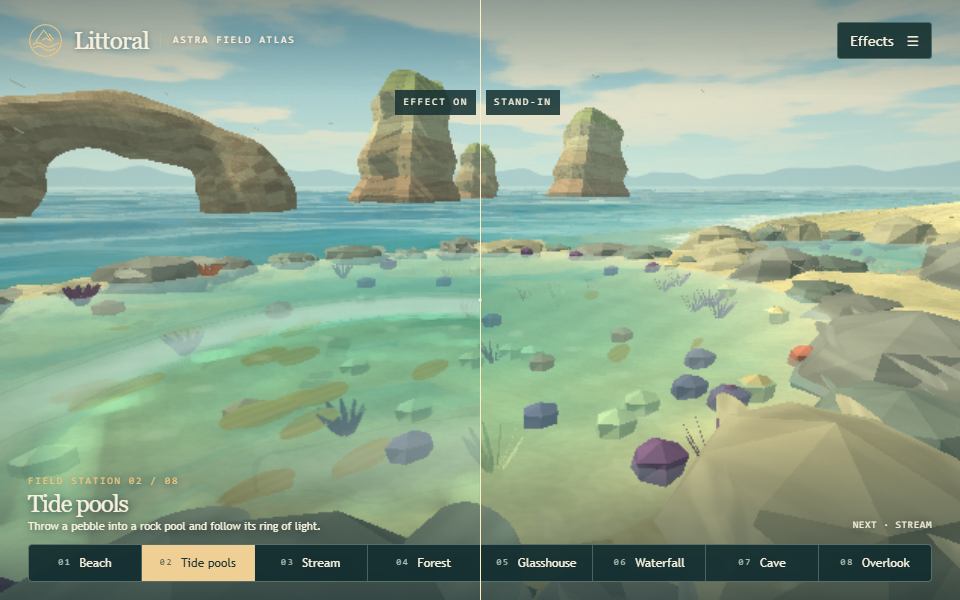 Littoral
ASTRA FIELD ATLAS
Effects
EFFECT ON
STAND-IN
FIELD STATION 02 / 08
Tide pools
Throw a pebble into a rock pool and follow its ring of light.
NEXT · STREAM
01 Beach
02 Tide pools
03 Stream
04 Forest
05 Glasshouse
06 Waterfall
07 Cave
08 Overlook